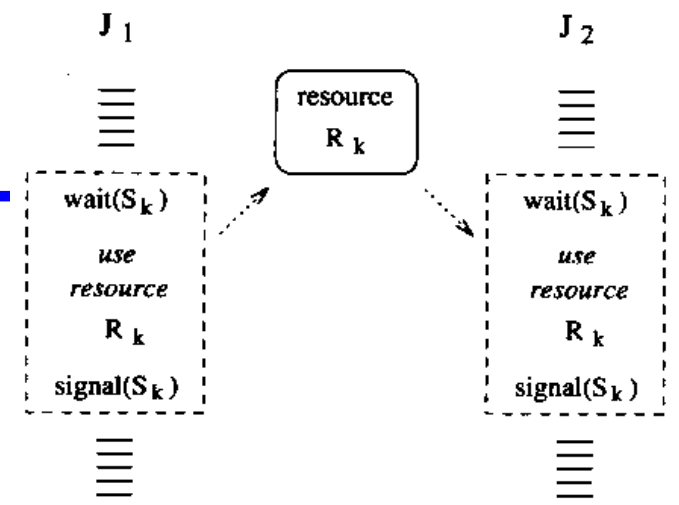 J 1
J 2
resource
R k
wait(S k )
use
resource
R k
signal(S k )
wait(S k )
use
resource
R k
signal(S k )